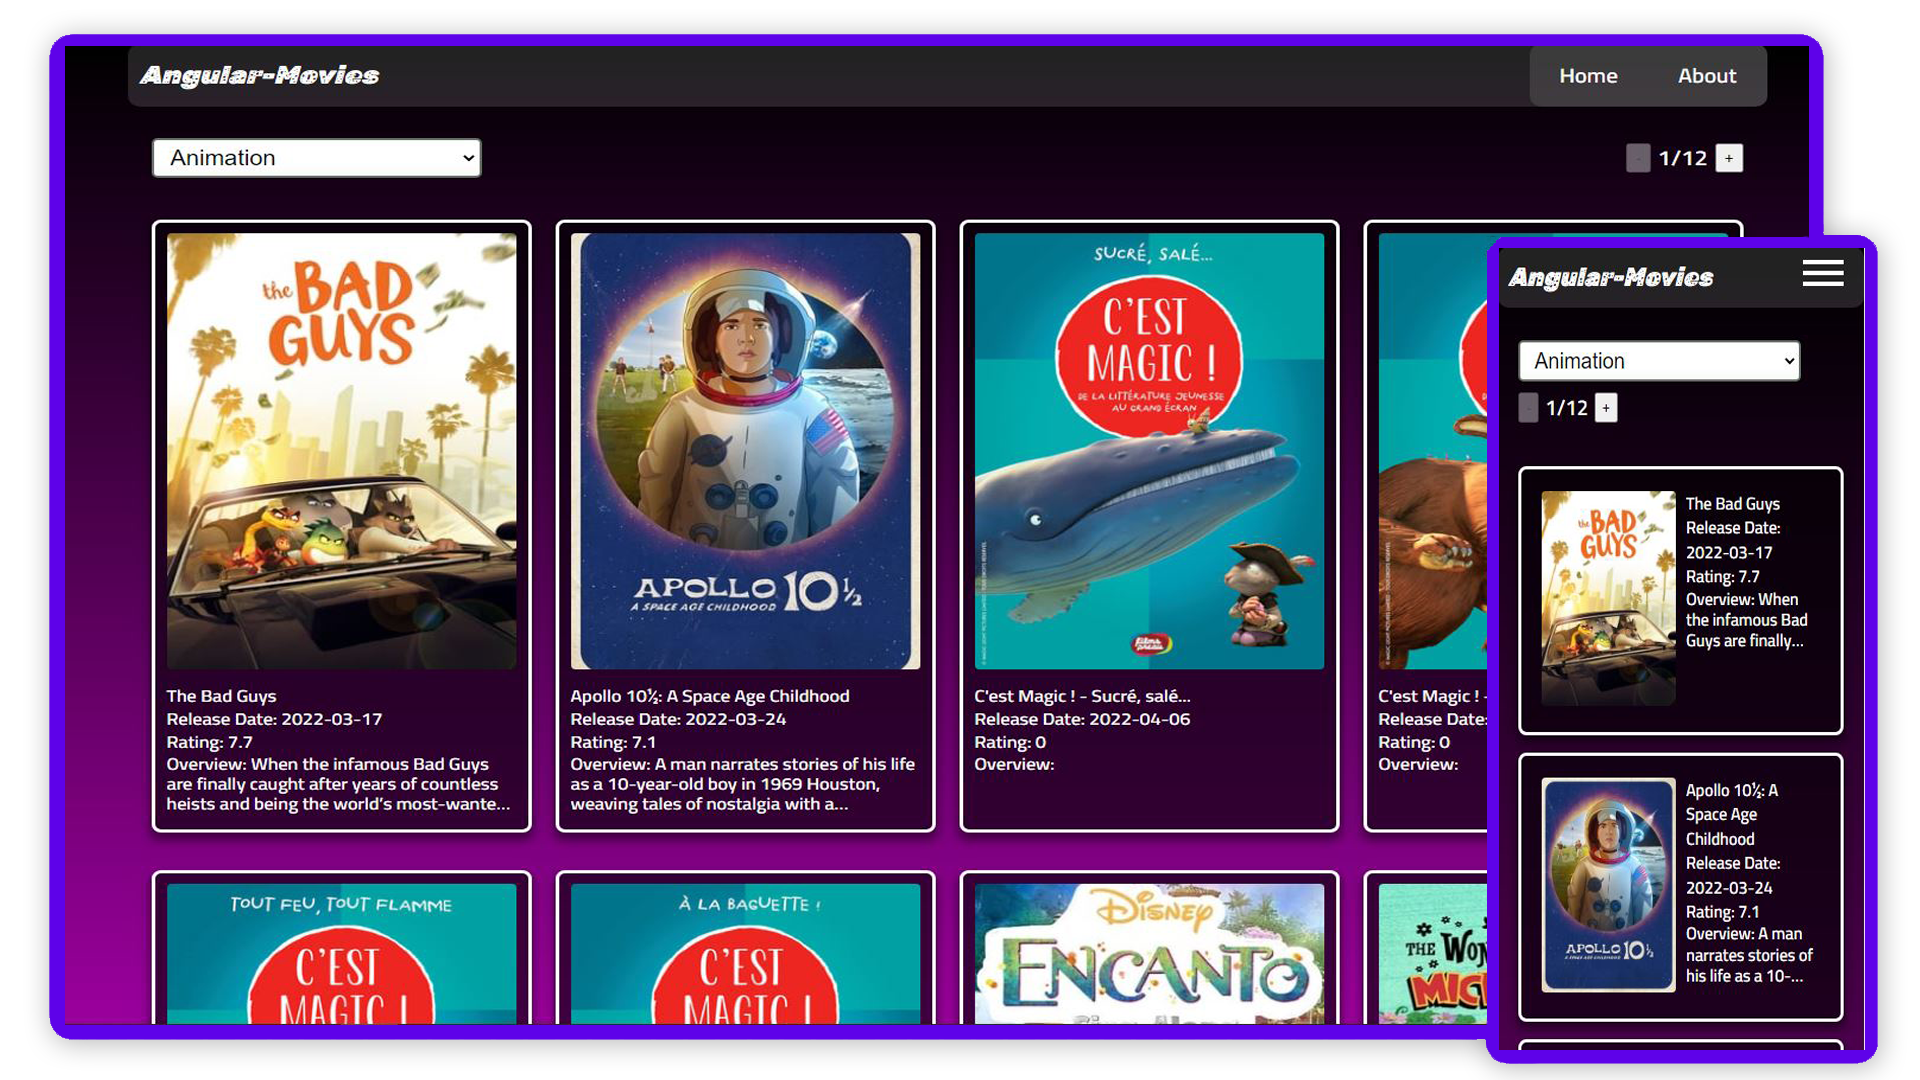 Angular-Movies
Home
About
Animation
- 1/12 +
the BAD
GUYS
The Bad Guys
Release Date: 2022-03-17
Rating: 7.7
Overview: When the infamous Bad Guys
are finally caught after years of countless
heists and being the world's most-wante...
APOLLO 10½
A SPACE AGE CHILDHOOD
Apollo 10½: A Space Age Childhood
Release Date: 2022-03-24
Rating: 7.1
Overview: A man narrates stories of his life
as a 10-year-old boy in 1969 Houston,
weaving tales of nostalgia with a...
SUCRÉ, SALÉ...
C'EST
MAGIC !
DE LA LITTÉRATURE JEUNESSE
AU GRAND ÉCRAN
films
C'est Magic ! - Sucré, salé...
Release Date: 2022-04-06
Rating: 0
Overview:
C'est Magic ! -
Release Date:
Rating: 0
Overview:
TOUT FEU, TOUT FLAMME
C'EST
MAGIC !
À LA BAGUETTE !
C'EST
MAGIC !
DISNEY
ENCANTO
THE WON
MIC
Angular-Movies
Animation
- 1/12 +
the BAD
GUYS
The Bad Guys
Release Date:
2022-03-17
Rating: 7.7
Overview: When
the infamous Bad
Guys are finally...
APOLLO 10½
A SPACE AGE CHILDHOOD
Apollo 10½: A
Space Age
Childhood
Release Date:
2022-03-24
Rating: 7.1
Overview: A man
narrates stories of
his life as a 10-...